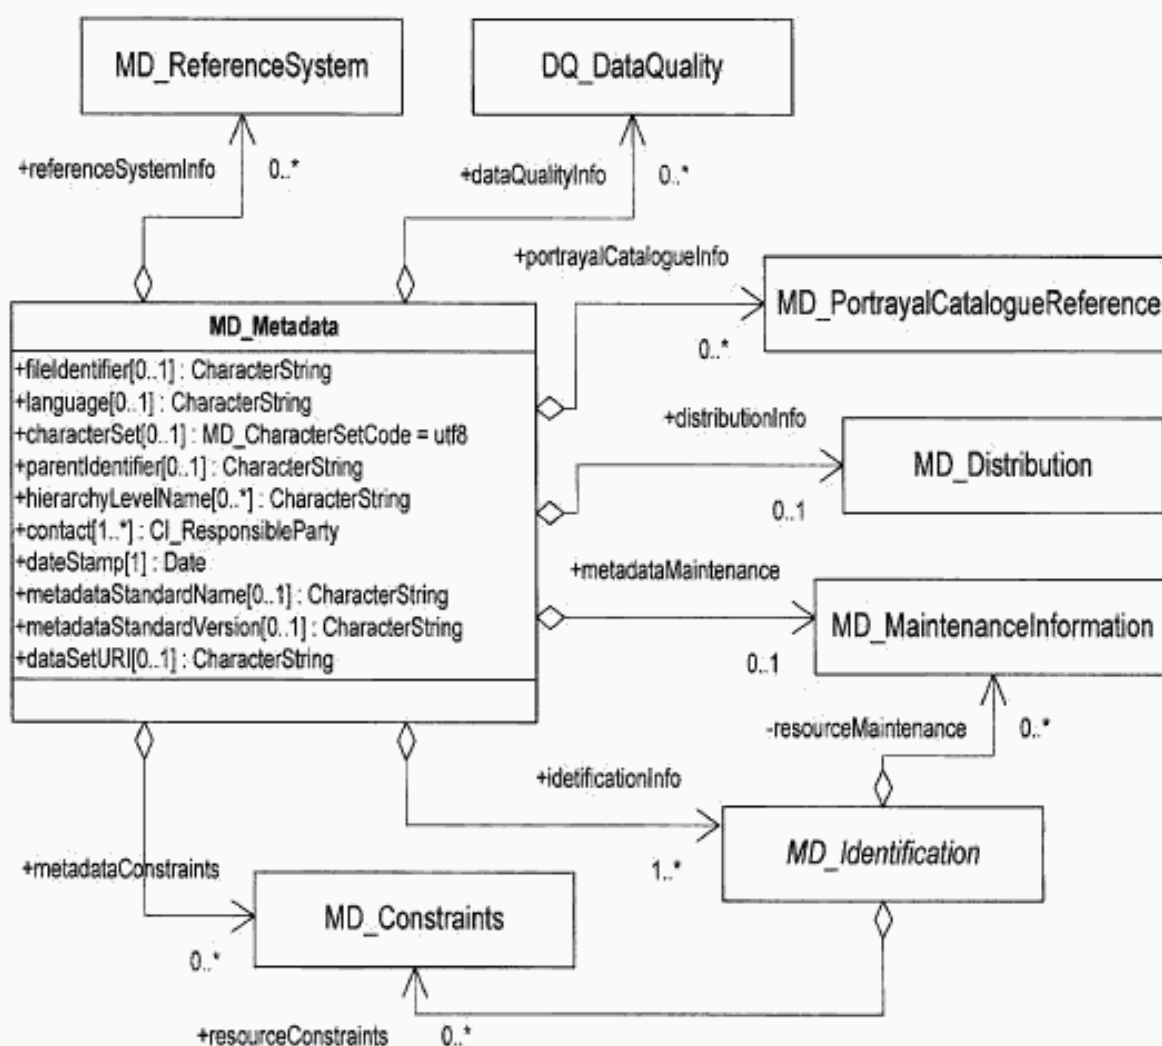 MD_ReferenceSystem
DQ_DataQuality
+referenceSystemInfo
0..*
+dataQualityInfo
0..*
+portrayalCatalogueInfo
MD_PortrayalCatalogueReference
0..*
MD_Metadata
+fileIdentifier[0..1] : CharacterString
+language[0..1] : CharacterString
+characterSet[0..1] : MD_CharacterSetCode = utf8
+parentIdentifier[0..1] : CharacterString
+hierarchyLevelName[0..*] : CharacterString
+contact[1..*] : CI_ResponsibleParty
+dateStamp[1] : Date
+metadataStandardName[0..1] : CharacterString
+metadataStandardVersion[0..1] : CharacterString
+dataSetURI[0..1] : CharacterString
+distributionInfo
MD_Distribution
0..1
+metadataMaintenance
MD_MaintenanceInformation
0..1
-resourceMaintenance
0..*
+idetificationInfo
MD_Identification
1..*
+metadataConstraints
MD_Constraints
0..*
+resourceConstraints
0..*